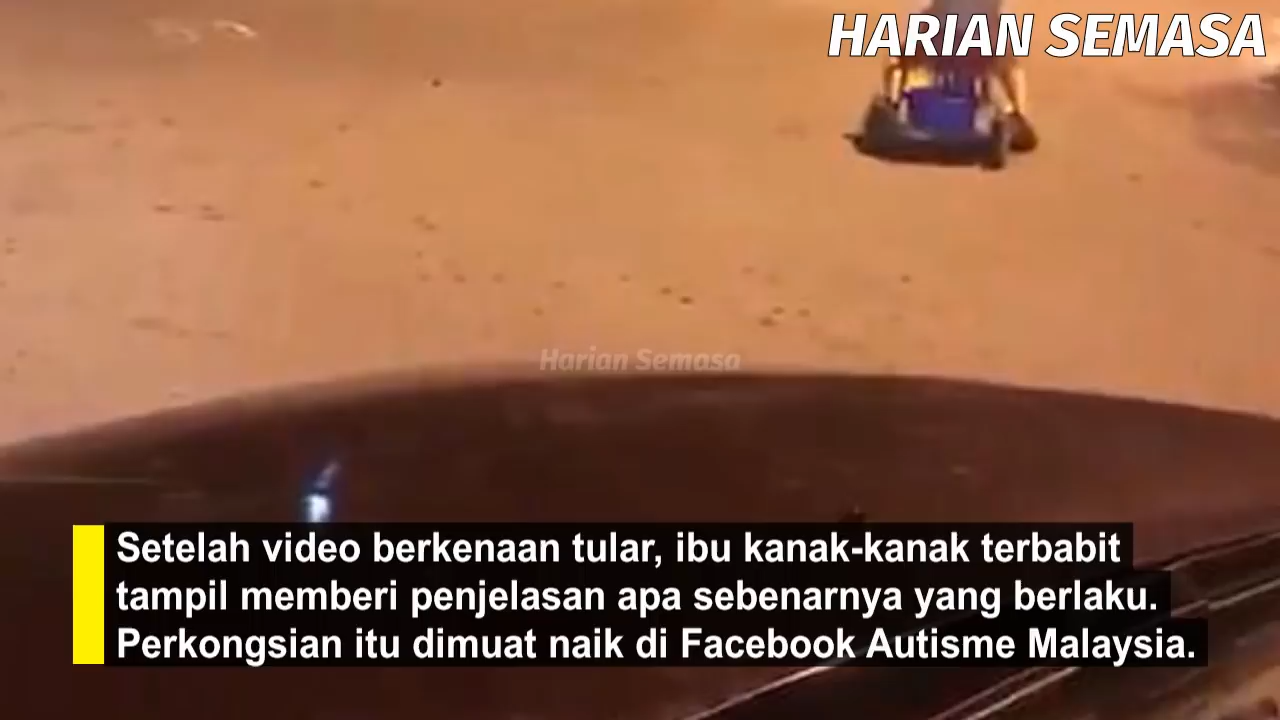 HARIAN SEMASA
Harian Semasa
Setelah video berkenaan tular, ibu kanak-kanak terbabit
tampil memberi penjelasan apa sebenarnya yang berlaku.
Perkongsian itu dimuat naik di Facebook Autisme Malaysia.